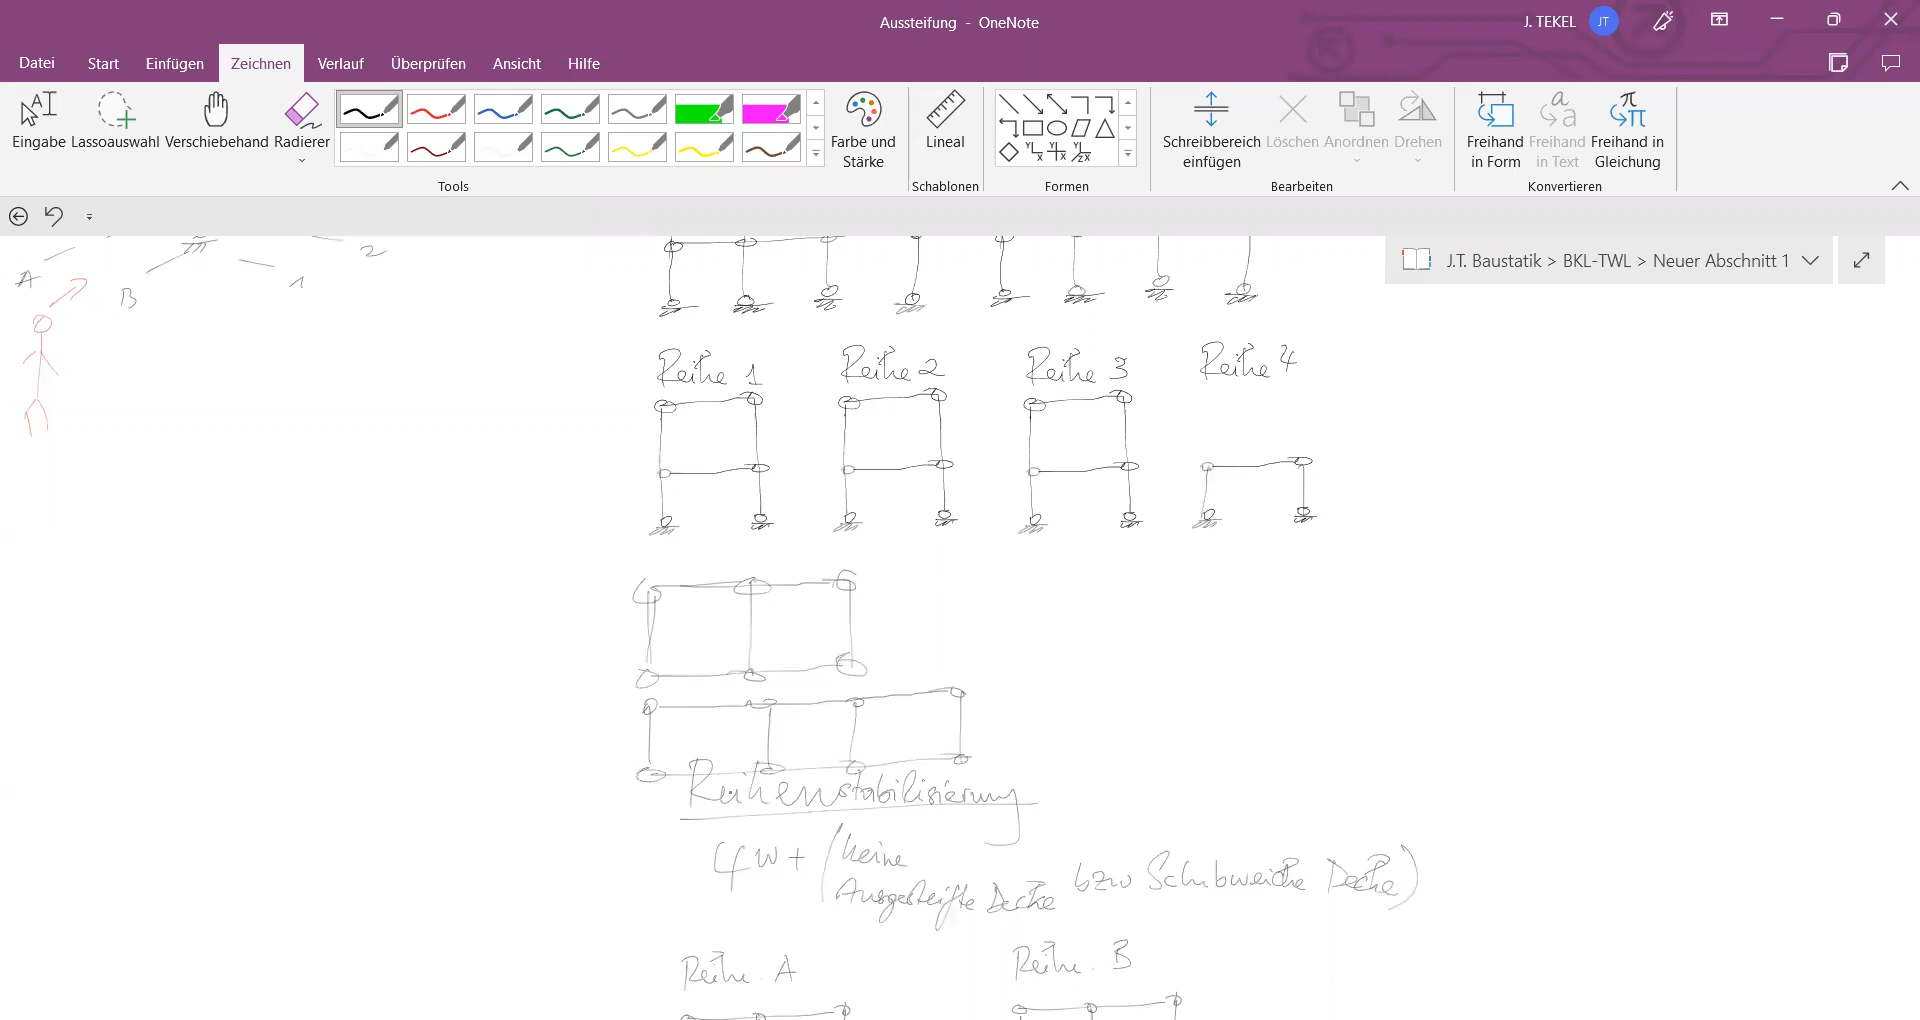 Aussteifung - OneNote
J. TEKEL
JT
Datei
Start
Einfügen
Zeichnen
Verlauf
Überprüfen
Ansicht
Hilfe
Eingabe
Lassoauswahl
Verschiebehand
Radierer
Farbe und
Stärke
Lineal
Schreibbereich
einfügen
Löschen
Anordnen
Drehen
Freihand
in Form
Freihand
in Text
Freihand in
Gleichung
Tools
Schablonen
Formen
Bearbeiten
Konvertieren
J.T. Baustatik > BKL-TWL > Neuer Abschnitt 1
A
B
1
2
Reihe 1
Reihe 2
Reihe 3
Reihe 4
Reihenstabilisierung
4W + (keine
Ausgesteifte Decke bzw Schubweiche Decke)
Reihe A
Reihe B